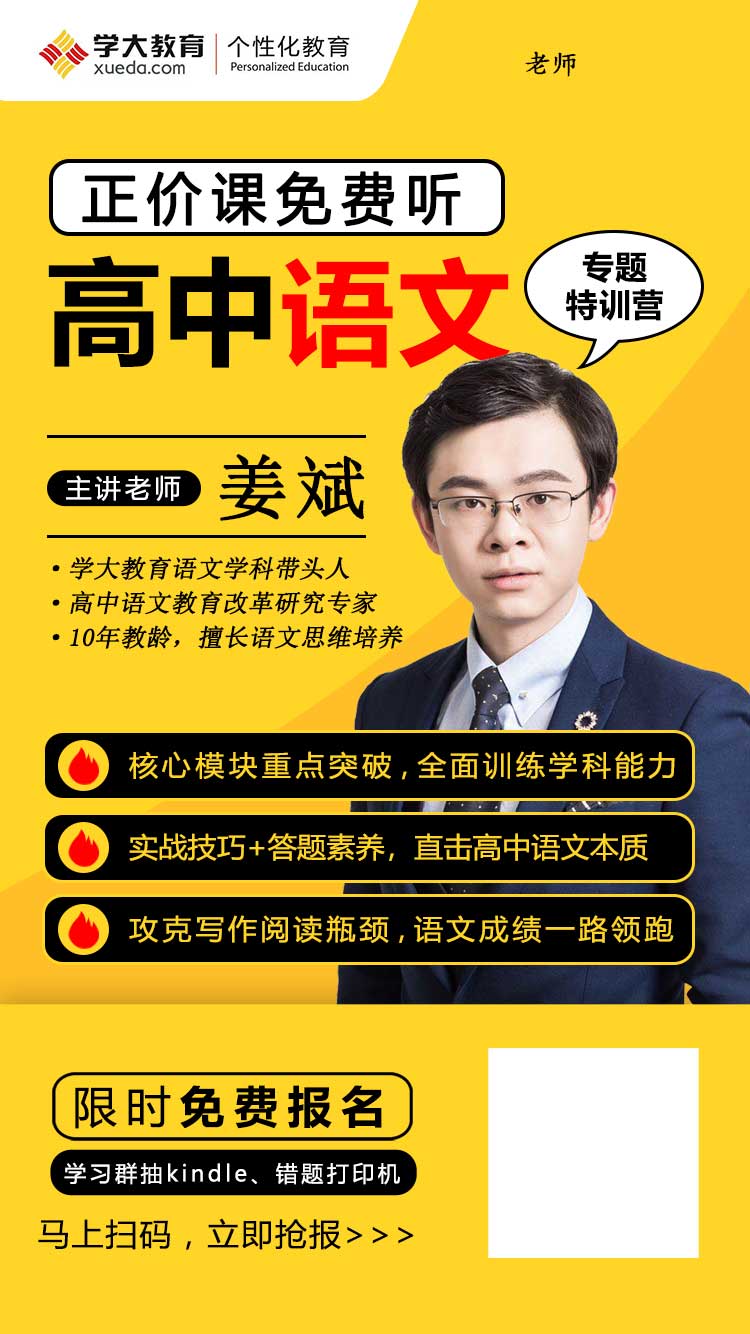 学大教育 个性化教育
xueda.com Personalized Education
老师
正价课免费听
高中语文
专题
特训营
主讲老师 姜斌
·学大教育语文学科带头人
·高中语文教育改革研究专家
·10年教龄，擅长语文思维培养
核心模块重点突破,全面训练学科能力
实战技巧+答题素养，直击高中语文本质
攻克写作阅读瓶颈,语文成绩一路领跑
限时免费报名
学习群抽kindle、错题打印机
马上扫码，立即抢报>>>